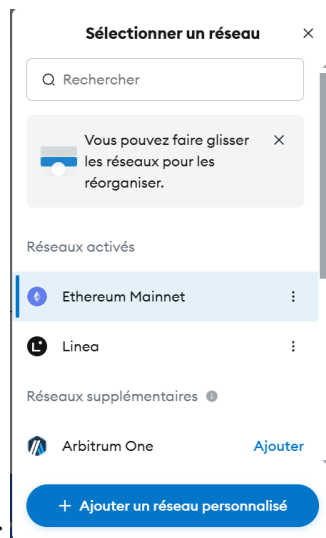 Sélectionner un réseau
Rechercher
Vous pouvez faire glisser
les réseaux pour les
réorganiser.
Réseaux activés
Ethereum Mainnet
Linea
Réseaux supplémentaires
Arbitrum One
Ajouter
+ Ajouter un réseau personnalisé